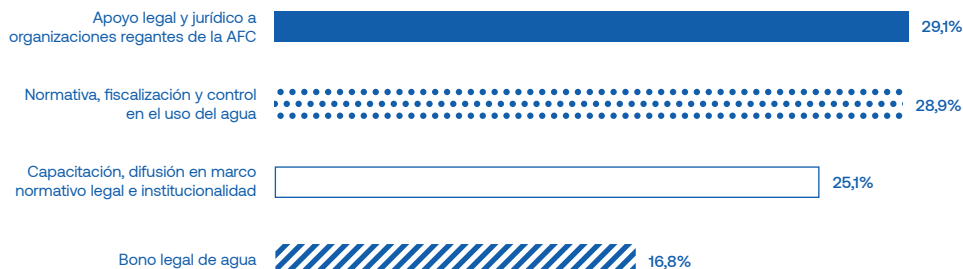 Apoyo legal y jurídico a
organizaciones regantes de la AFC
29,1%
Normativa, fiscalización y control
en el uso del agua
28,9%
Capacitación, difusión en marco
normativo legal e institucionalidad
25,1%
Bono legal de agua
16,8%